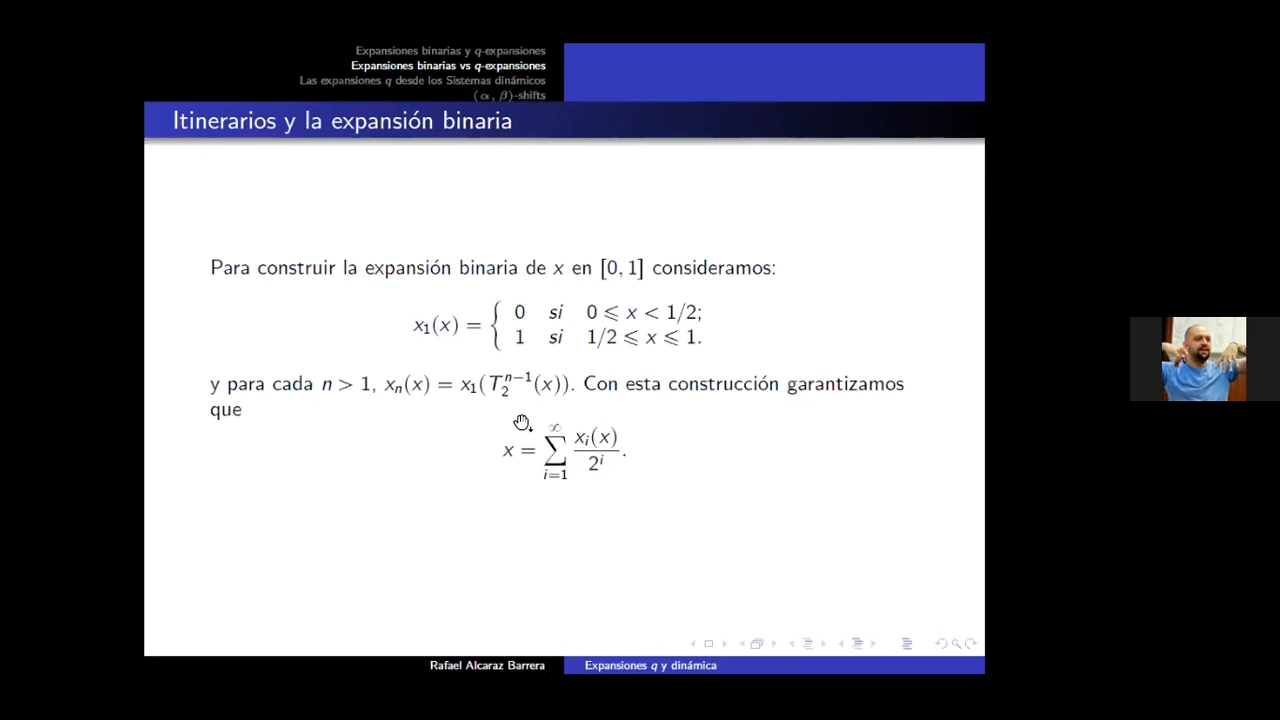 Expansiones binarias y q-expansiones
Expansiones binarias vs q-expansiones
Las expansiones q desde los Sistemas dinámicos
(α, β)-shifts
Itinerarios y la expansión binaria
Para construir la expansión binaria de x en [0, 1] consideramos:
x₁(x) = { 0 si 0 ⩽ x < 1/2;
1 si 1/2 ⩽ x ⩽ 1.
y para cada n > 1, xₙ(x) = x₁(T₂ⁿ⁻¹(x)). Con esta construcción garantizamos
que
x = ∑_{i=1}^{∞} xᵢ(x)/2ⁱ.
Rafael Alcaraz Barrera
Expansiones q y dinámica